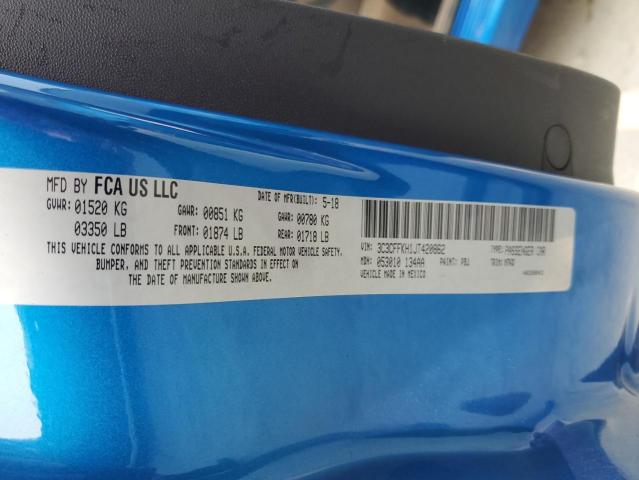 MFD BY FCA US LLC
DATE OF MFR(BUILT): 5-18
GVWR: 01520 KG GAWR: 00851 KG GAWR: 00780 KG
03350 LB FRONT: 01874 LB REAR: 01718 LB
THIS VEHICLE CONFORMS TO ALL APPLICABLE U.S.A. FEDERAL MOTOR VEHICLE SAFETY,
BUMPER, AND THEFT PREVENTION STANDARDS IN EFFECT ON
THE DATE OF MANUFACTURE SHOWN ABOVE.
VIN: 3C3CFFKH1JT420862 TYPE: PASSENGER CAR
MDH: 053010 134AA PAINT: PBJ TRIM:
VEHICLE MADE IN MEXICO